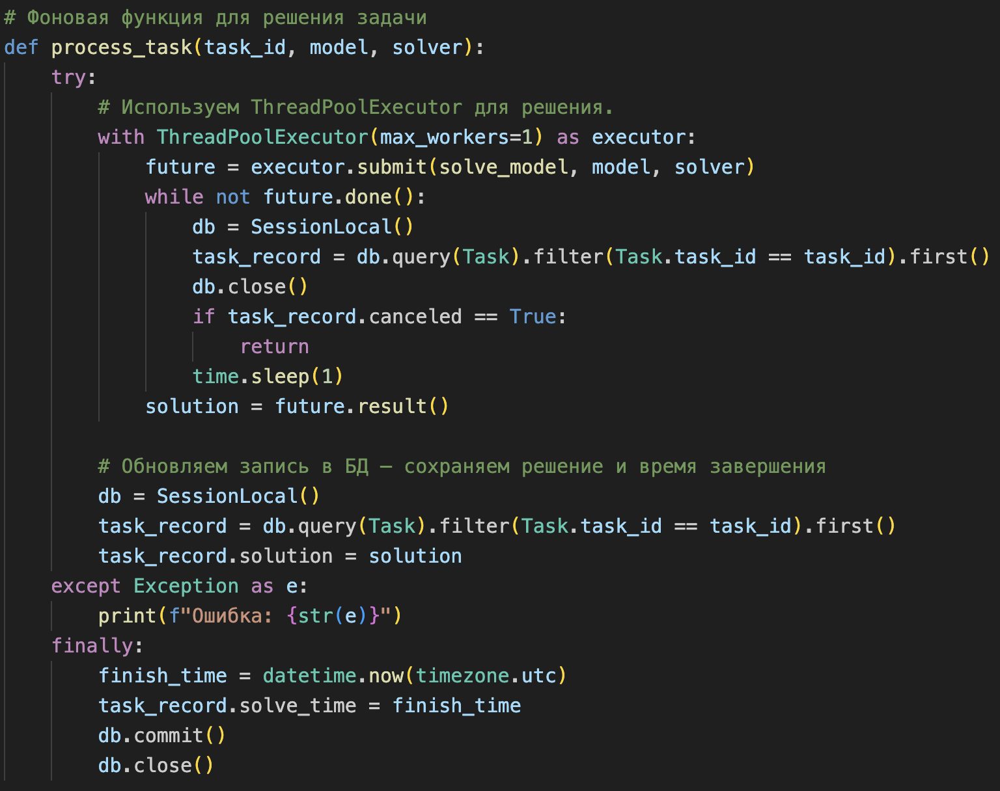 # Фоновая функция для решения задачи
def process_task(task_id, model, solver):
    try:
        # Используем ThreadPoolExecutor для решения.
        with ThreadPoolExecutor(max_workers=1) as executor:
            future = executor.submit(solve_model, model, solver)
            while not future.done():
                db = SessionLocal()
                task_record = db.query(Task).filter(Task.task_id == task_id).first()
                db.close()
                if task_record.canceled == True:
                    return
                time.sleep(1)
            solution = future.result()

        # Обновляем запись в БД — сохраняем решение и время завершения
        db = SessionLocal()
        task_record = db.query(Task).filter(Task.task_id == task_id).first()
        task_record.solution = solution
    except Exception as e:
        print(f"Ошибка: {str(e)}")
    finally:
        finish_time = datetime.now(timezone.utc)
        task_record.solve_time = finish_time
        db.commit()
        db.close()